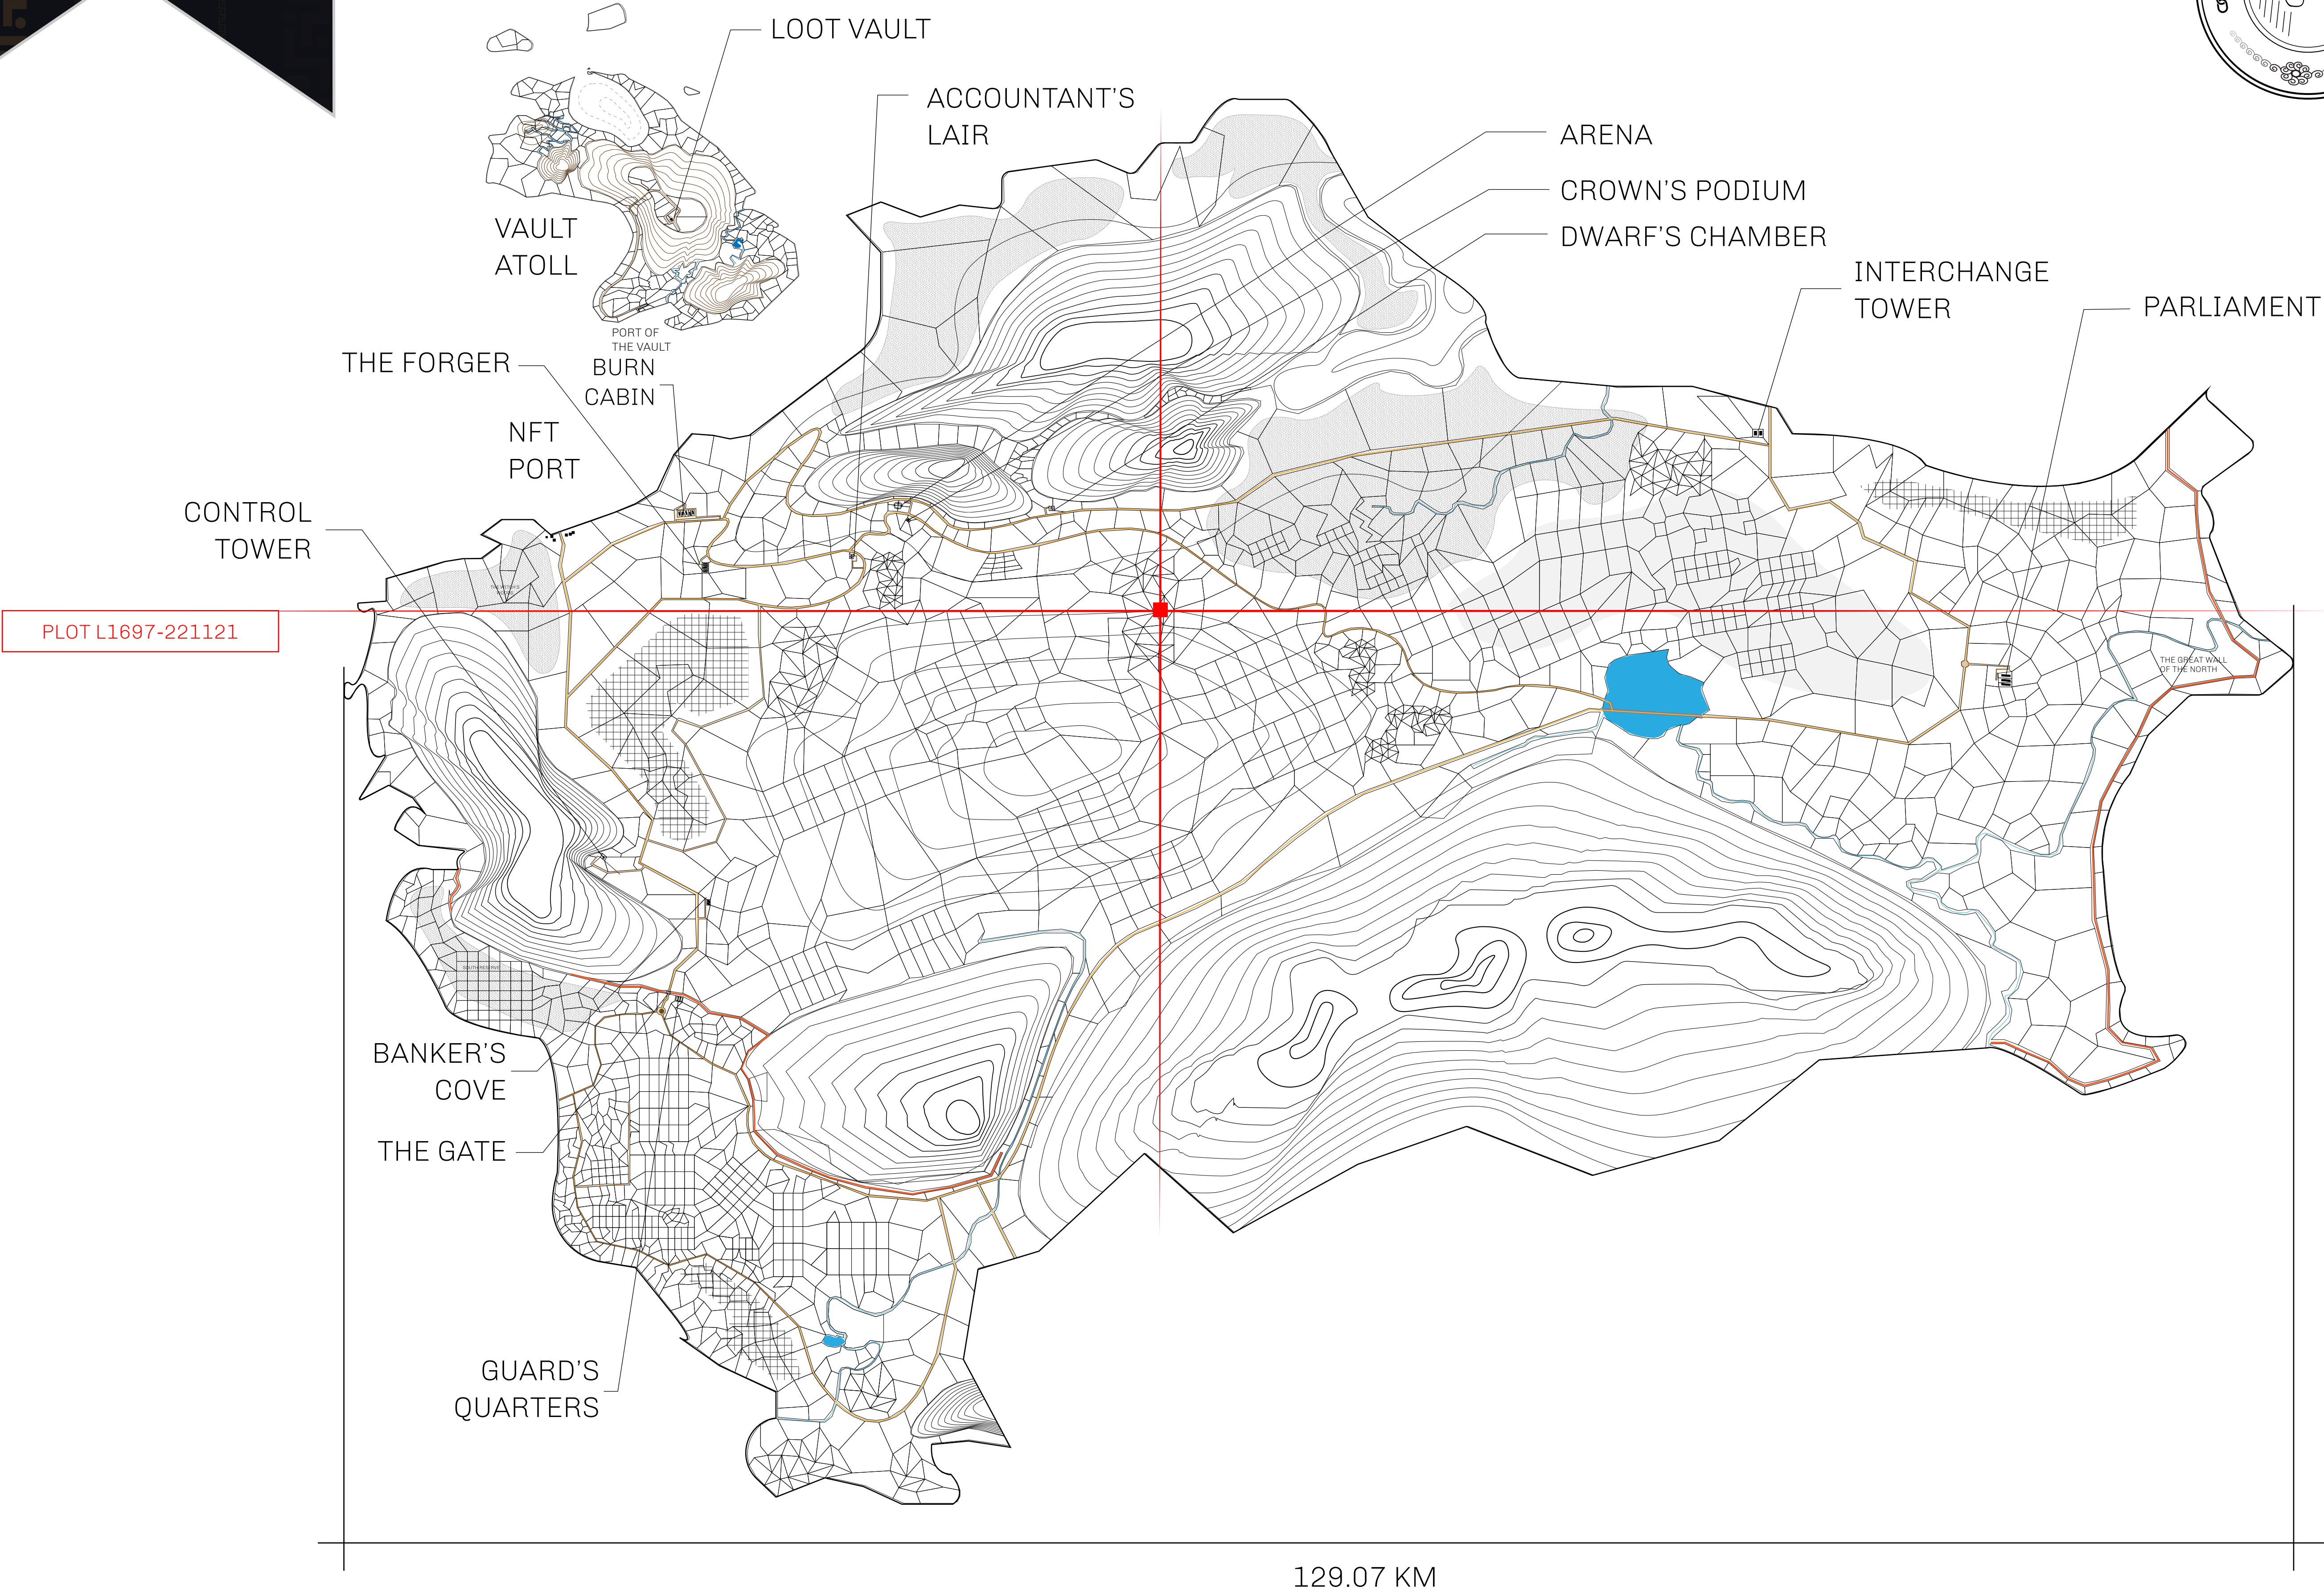 LOOT VAULT
ACCOUNTANT'S
LAIR
ARENA
CROWN'S PODIUM
DWARF'S CHAMBER
INTERCHANGE
TOWER
PARLIAMENT
VAULT
ATOLL
PORT OF
THE VAULT
THE FORGER
BURN
CABIN
NFT
PORT
CONTROL
TOWER
PLOT L1697-221121
THE GREAT WALL
OF THE NORTH
SOUTH RESERVE
BANKER'S
COVE
THE GATE
GUARD'S
QUARTERS
129.07 KM